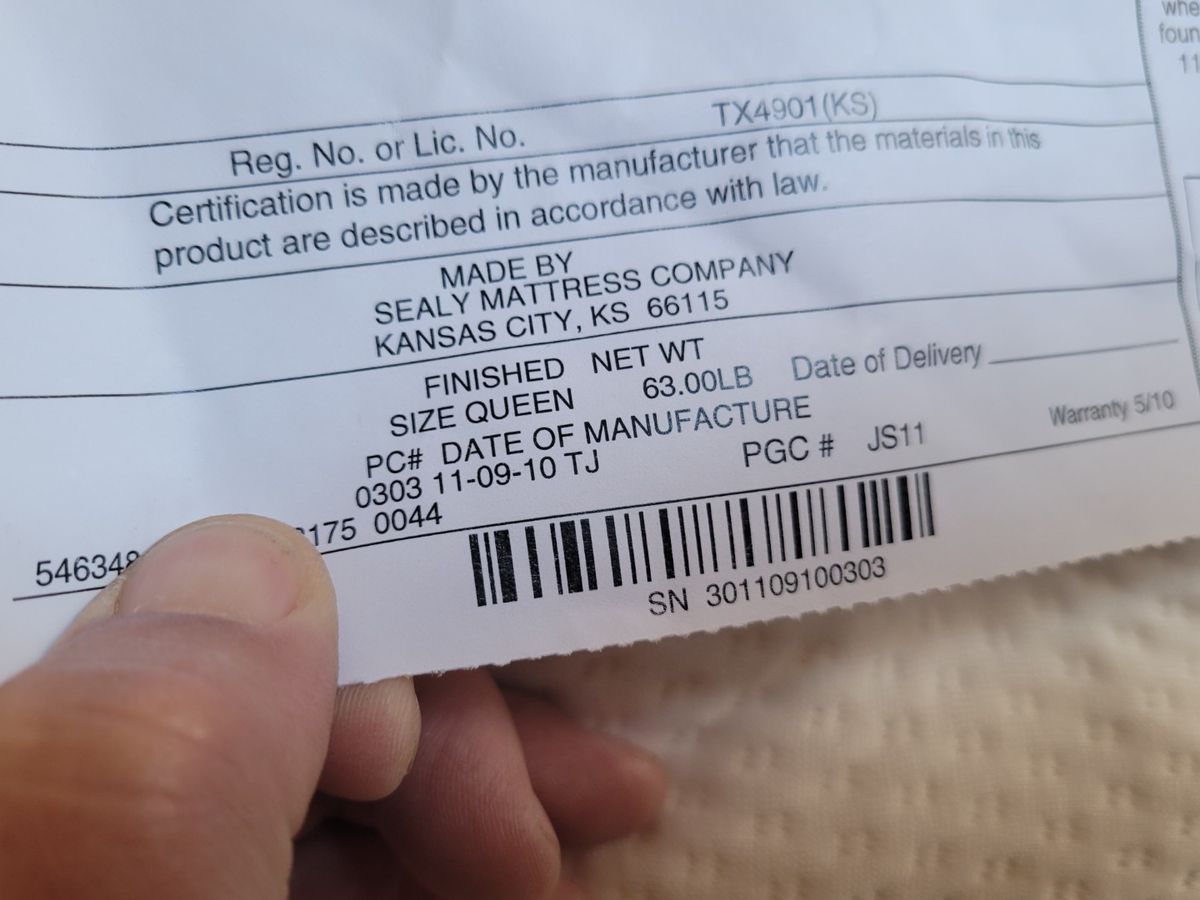 foun
11
Reg. No. or Lic. No. TX4901(KS)
Certification is made by the manufacturer that the materials in this
product are described in accordance with law.
MADE BY
SEALY MATTRESS COMPANY
KANSAS CITY, KS 66115
FINISHED NET WT
SIZE QUEEN 63.00LB Date of Delivery
PC# DATE OF MANUFACTURE
0303 11-09-10 TJ PGC # JS11 Warranty 5/10
546348 175 0044
SN 301109100303